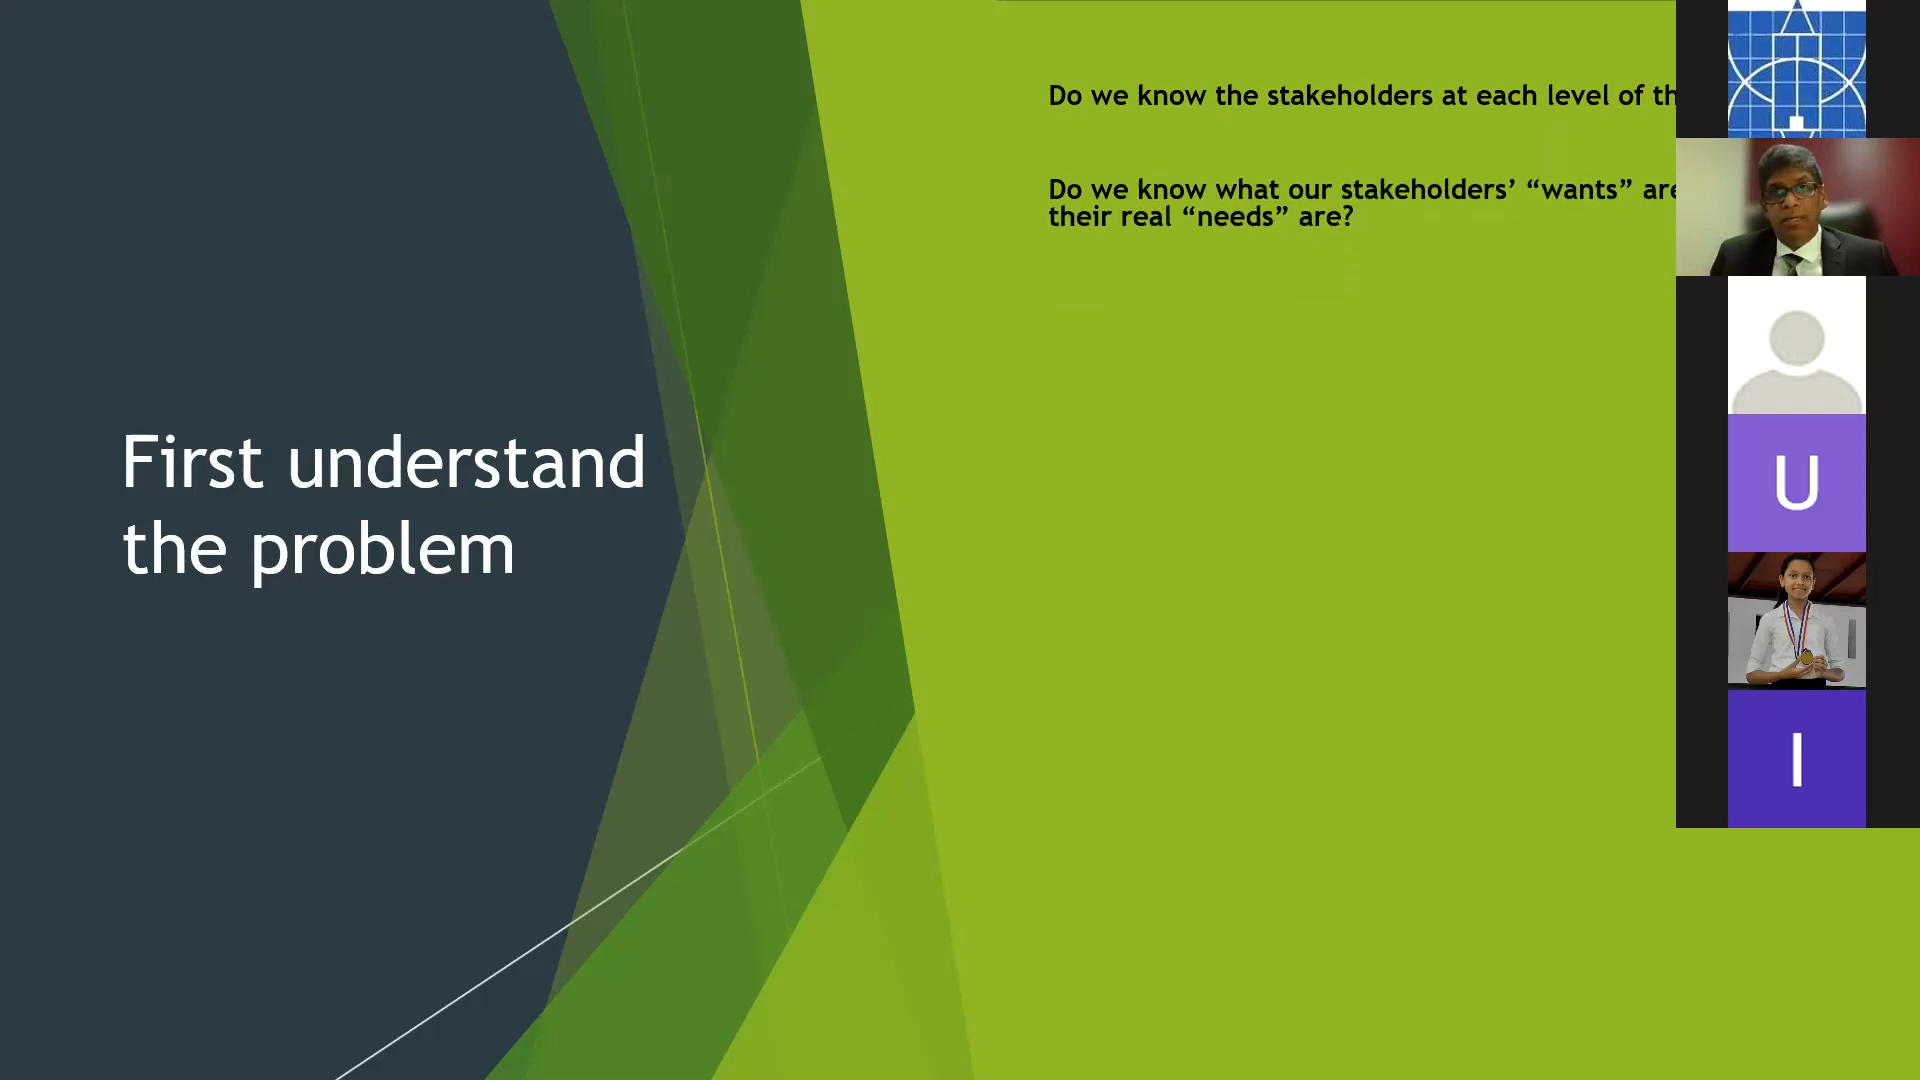 First understand
the problem
Do we know the stakeholders at each level of
Do we know what our stakeholders’ “wants” are
their real “needs” are?
U
I